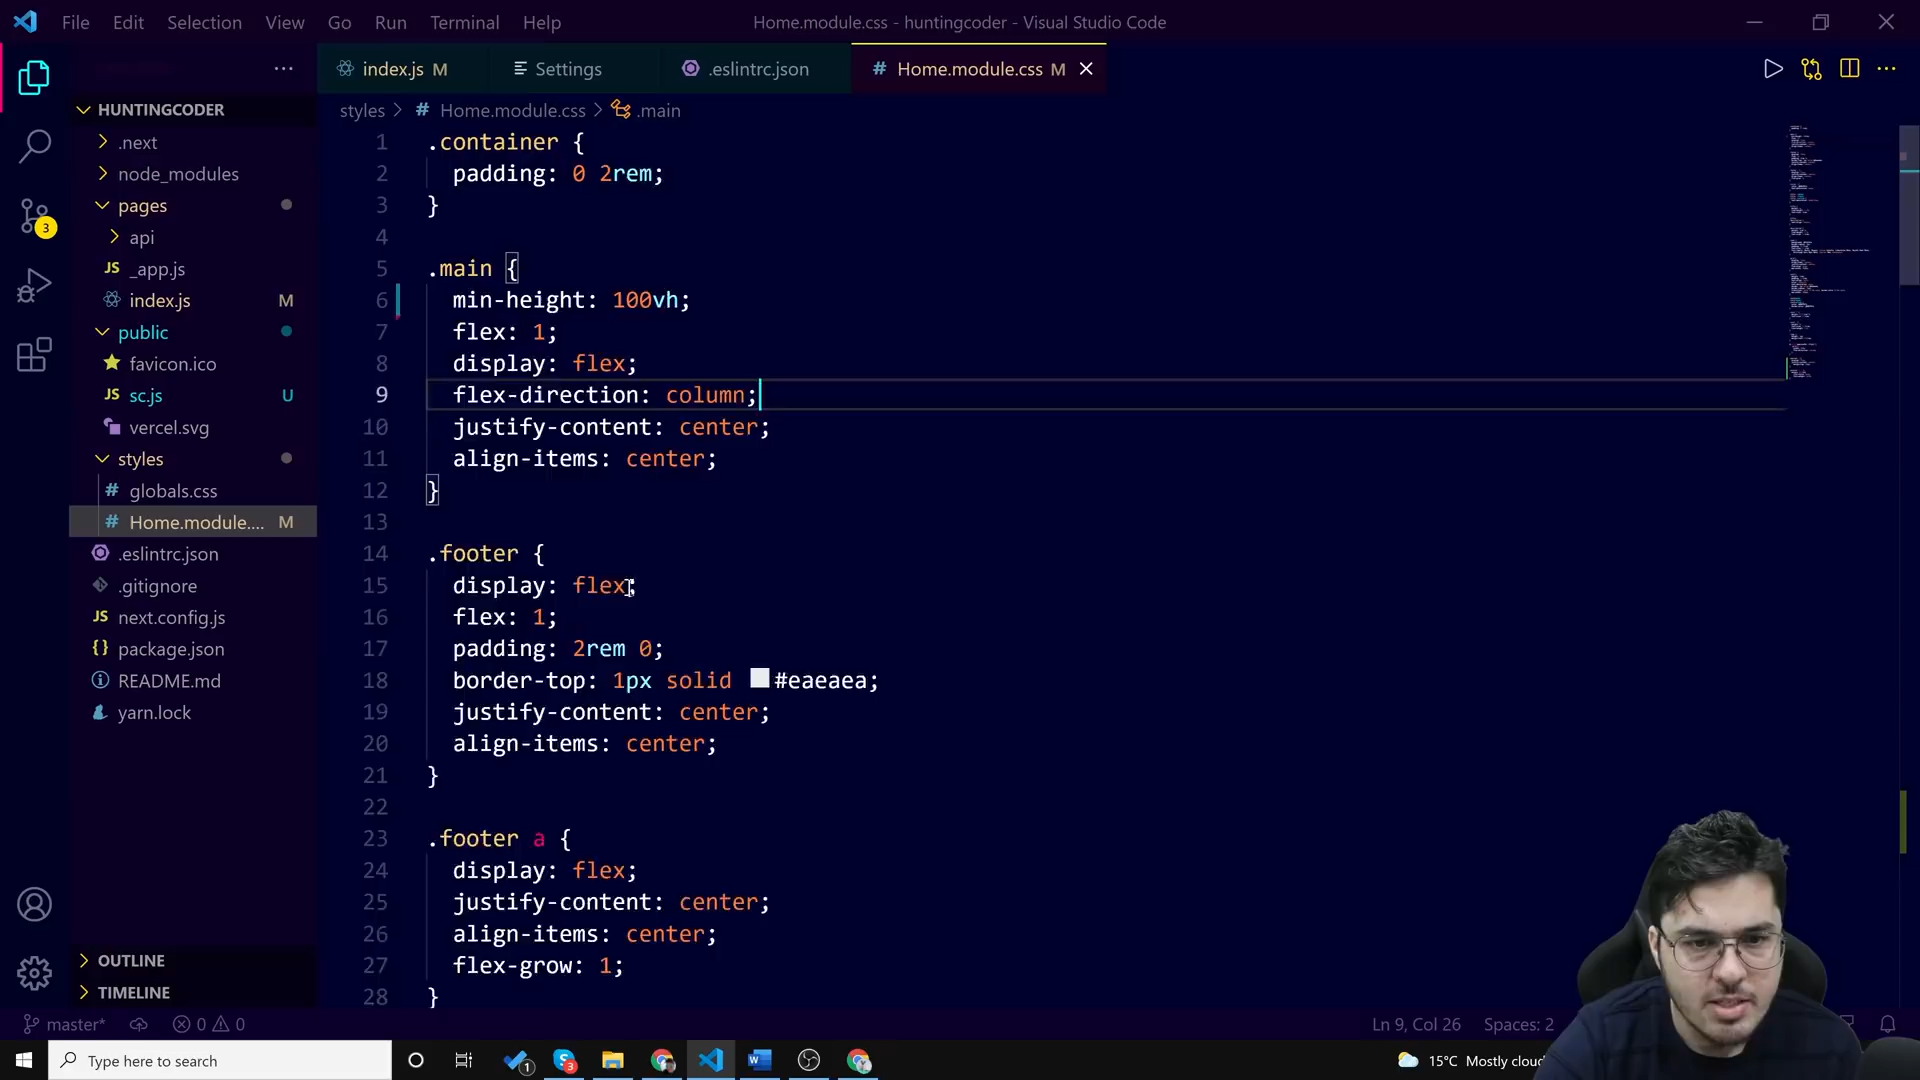 File Edit Selection View Go Run Terminal Help
Home.module.css - huntingcoder - Visual Studio Code
index.js M
Settings
.eslintrc.json
Home.module.css M
HUNTINGCODER
.next
node_modules
pages
api
_app.js
index.js M
public
favicon.ico
sc.js U
vercel.svg
styles
globals.css
Home.module.... M
.eslintrc.json
.gitignore
next.config.js
package.json
README.md
yarn.lock
OUTLINE
TIMELINE
3
styles > # Home.module.css > .main
1 .container {
2 padding: 0 2rem;
3 }
4
5 .main {
6 min-height: 100vh;
7 flex: 1;
8 display: flex;
9 flex-direction: column;
10 justify-content: center;
11 align-items: center;
12 }
13
14 .footer {
15 display: flex;
16 flex: 1;
17 padding: 2rem 0;
18 border-top: 1px solid #eaeaea;
19 justify-content: center;
20 align-items: center;
21 }
22
23 .footer a {
24 display: flex;
25 justify-content: center;
26 align-items: center;
27 flex-grow: 1;
28 }
master* 0 0
Ln 9, Col 26 Spaces: 2
Type here to search
1
3
15°C Mostly cloud